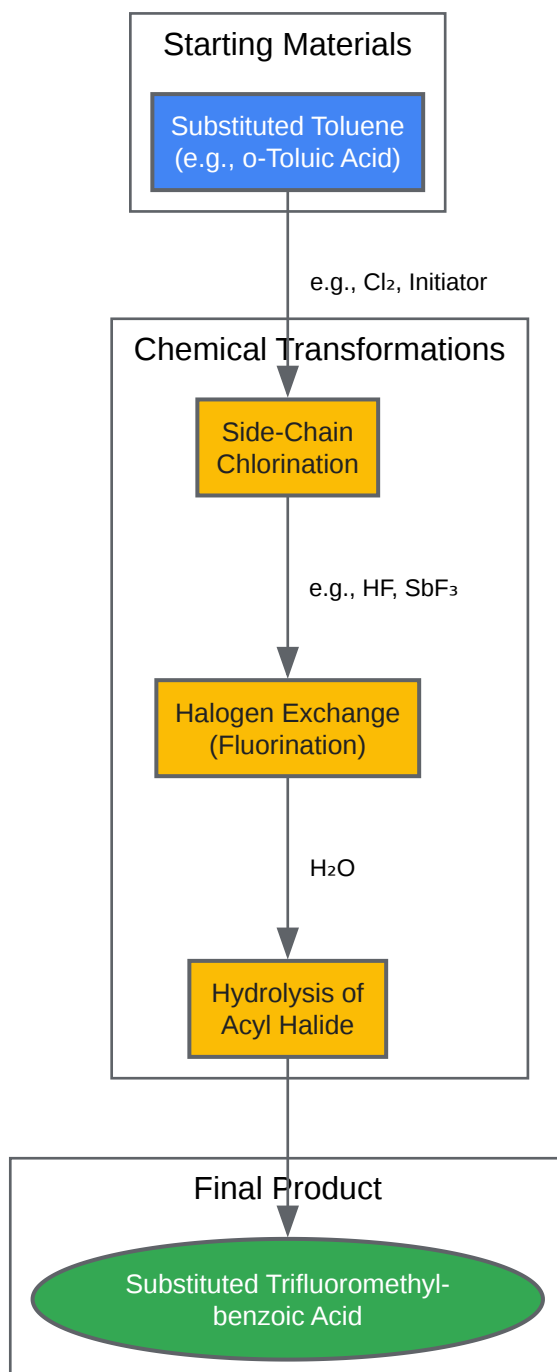 Starting Materials
Substituted Toluene
(e.g., o-Toluic Acid)
e.g., Cl₂, Initiator
Chemical Transformations
Side-Chain
Chlorination
e.g., HF, SbF₃
Halogen Exchange
(Fluorination)
H₂O
Hydrolysis of
Acyl Halide
Final Product
Substituted Trifluoromethyl-
benzoic Acid